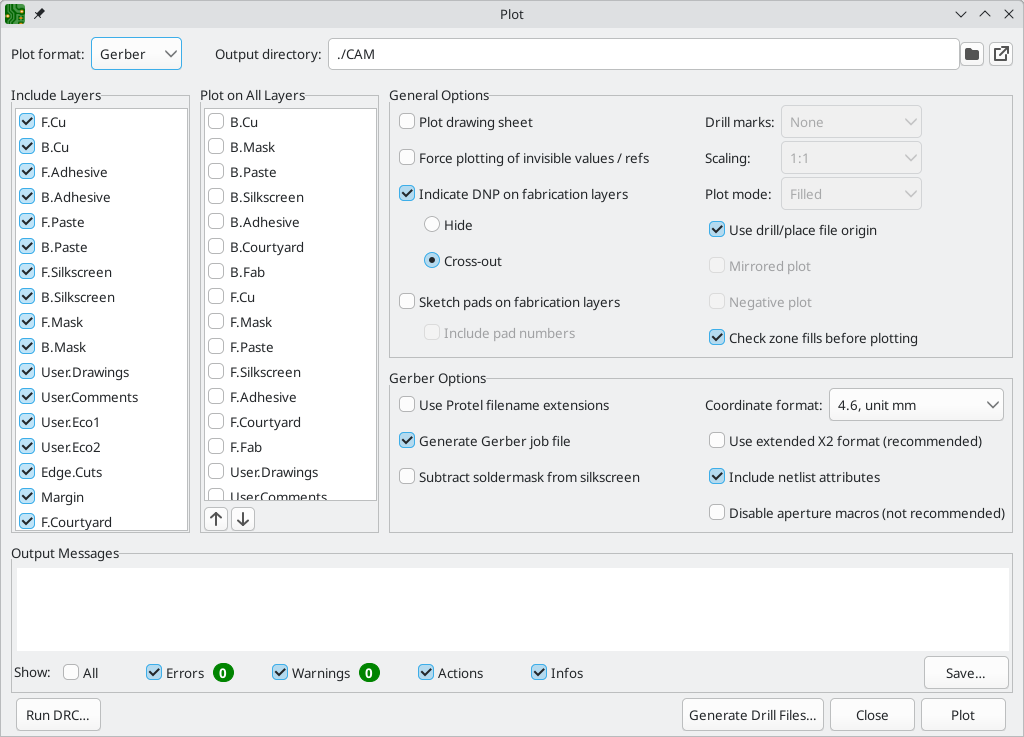 Plot
Plot format: Gerber
Output directory: ./CAM
Include Layers
F.Cu
B.Cu
F.Adhesive
B.Adhesive
F.Paste
B.Paste
F.Silkscreen
B.Silkscreen
F.Mask
B.Mask
User.Drawings
User.Comments
User.Eco1
User.Eco2
Edge.Cuts
Margin
F.Courtyard
Plot on All Layers
B.Cu
B.Mask
B.Paste
B.Silkscreen
B.Adhesive
B.Courtyard
B.Fab
F.Cu
F.Mask
F.Paste
F.Silkscreen
F.Adhesive
F.Courtyard
F.Fab
User.Drawings
User.Comments
General Options
Plot drawing sheet
Force plotting of invisible values / refs
Indicate DNP on fabrication layers
Hide
Cross-out
Sketch pads on fabrication layers
Include pad numbers
Drill marks: None
Scaling: 1:1
Plot mode: Filled
Use drill/place file origin
Mirrored plot
Negative plot
Check zone fills before plotting
Gerber Options
Use Protel filename extensions
Generate Gerber job file
Subtract soldermask from silkscreen
Coordinate format: 4.6, unit mm
Use extended X2 format (recommended)
Include netlist attributes
Disable aperture macros (not recommended)
Output Messages
Show: All Errors 0 Warnings 0 Actions Infos Save...
Run DRC... Generate Drill Files... Close Plot